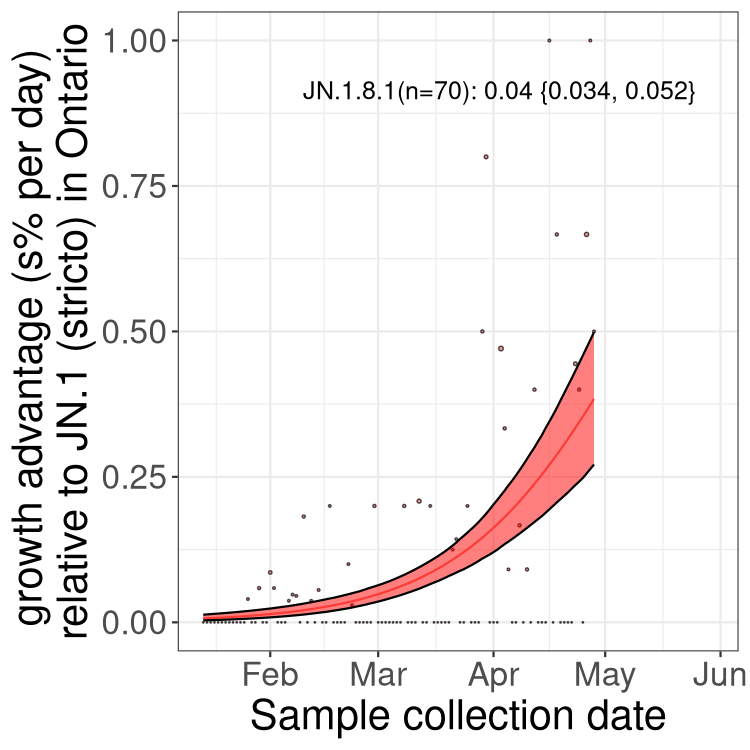 growth advantage (s% per day)
relative to JN.1 (stricto) in Ontario
1.00
0.75
0.50
0.25
0.00
JN.1.8.1(n=70): 0.04 {0.034, 0.052}
Feb Mar Apr May Jun
Sample collection date